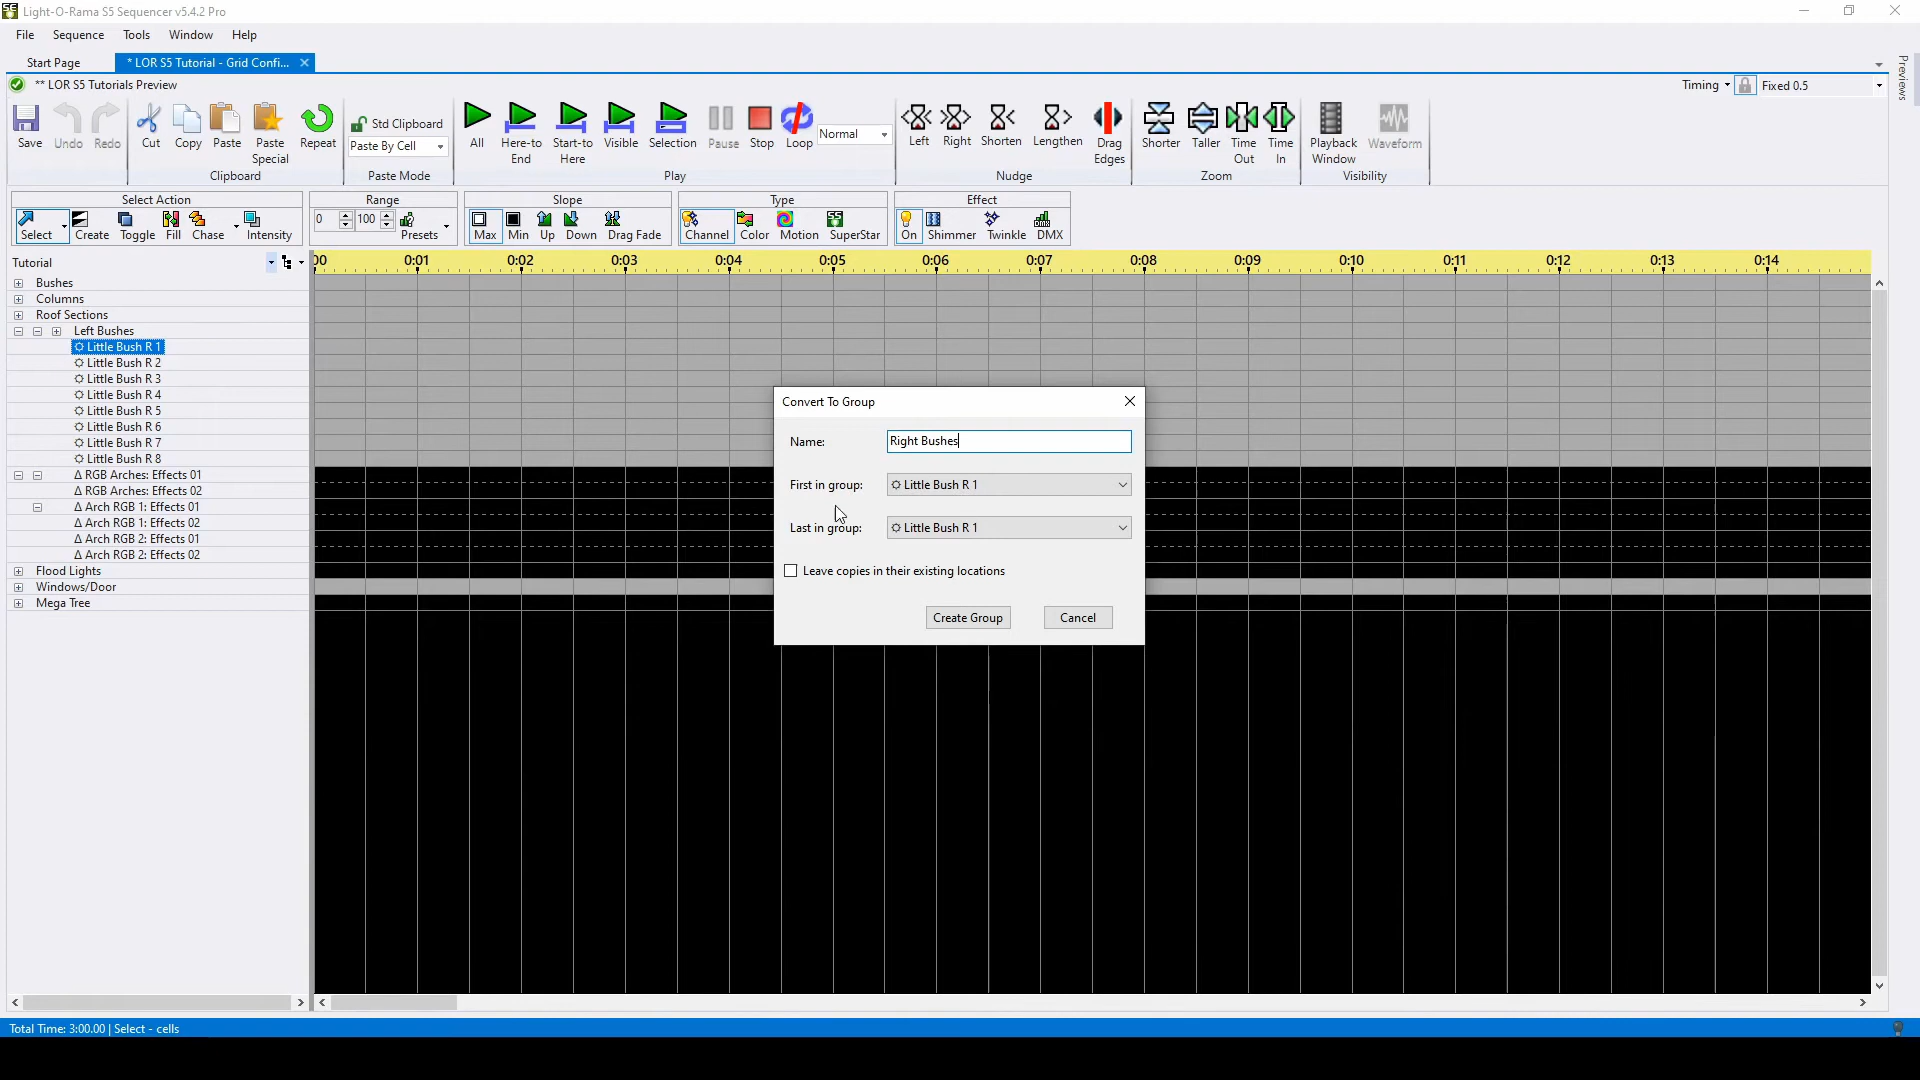 Light-O-Rama S5 Sequencer v5.4.2 Pro
File Sequence Tools Window Help
Start Page * LOR S5 Tutorial - Grid Confi...
** LOR S5 Tutorials Preview Timing Fixed 0.5
Previews
Save Undo Redo Cut Copy Paste Paste Special Repeat Std Clipboard Paste By Cell
All Here-to End Start-to Here Visible Selection Pause Stop Loop Normal
Left Right Shorten Lengthen Drag Edges Shorter Taller Time Out Time In Playback Window Waveform
Clipboard Paste Mode Play Nudge Zoom Visibility
Select Action Range Slope Type Effect
0 100
Select Create Toggle Fill Chase Intensity Presets Max Min Up Down Drag Fade Channel Color Motion SuperStar On Shimmer Twinkle DMX
Tutorial 00 0:01 0:02 0:03 0:04 0:05 0:06 0:07 0:08 0:09 0:10 0:11 0:12 0:13 0:14
Bushes
Columns
Roof Sections
Left Bushes
Little Bush R 1
Little Bush R 2
Little Bush R 3
Little Bush R 4
Little Bush R 5
Little Bush R 6
Little Bush R 7
Little Bush R 8
Δ RGB Arches: Effects 01
Δ RGB Arches: Effects 02
Δ Arch RGB 1: Effects 01
Δ Arch RGB 1: Effects 02
Δ Arch RGB 2: Effects 01
Δ Arch RGB 2: Effects 02
Flood Lights
Windows/Door
Mega Tree
Convert To Group
Name: Right Bushes
First in group: Little Bush R 1
Last in group: Little Bush R 1
Leave copies in their existing locations
Create Group Cancel
Total Time: 3:00.00 | Select - cells